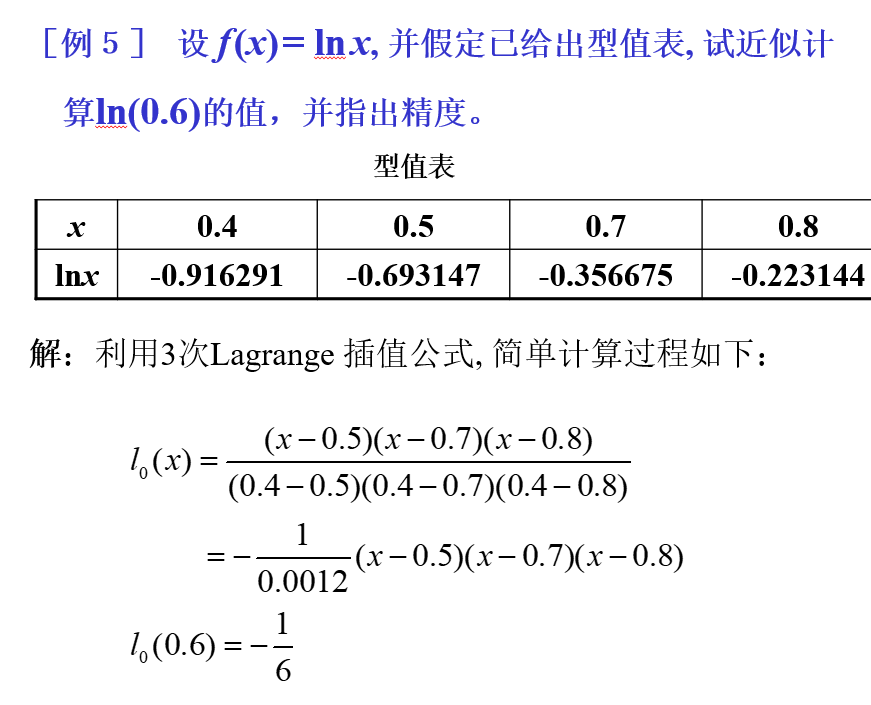 ［例５］ 设f(x)= ln x, 并假定已给出型值表, 试近似计
算ln(0.6)的值，并指出精度。
型值表
x 0.4 0.5 0.7 0.8
lnx -0.916291 -0.693147 -0.356675 -0.223144
解：利用3次Lagrange 插值公式, 简单计算过程如下：
l₀(x) = (x−0.5)(x−0.7)(x−0.8) / (0.4−0.5)(0.4−0.7)(0.4−0.8)
= − 1/0.0012 (x−0.5)(x−0.7)(x−0.8)
l₀(0.6) = − 1/6